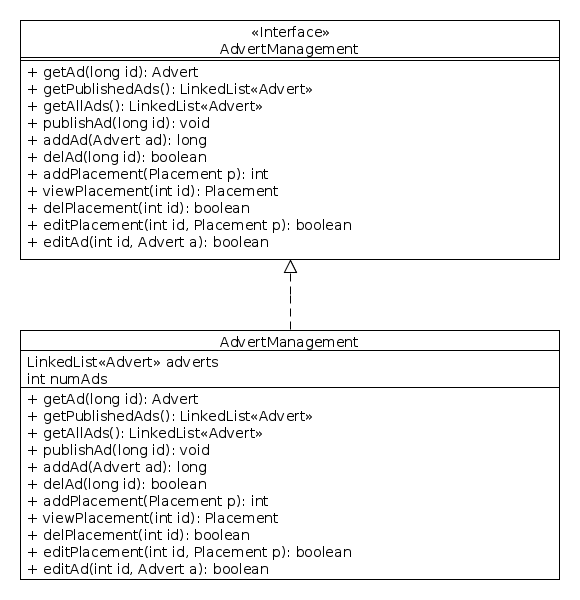 «Interface»
AdvertManagement
+ getAd(long id): Advert
+ getPublishedAds(): LinkedList«Advert»
+ getAllAds(): LinkedList«Advert»
+ publishAd(long id): void
+ addAd(Advert ad): long
+ delAd(long id): boolean
+ addPlacement(Placement p): int
+ viewPlacement(int id): Placement
+ delPlacement(int id): boolean
+ editPlacement(int id, Placement p): boolean
+ editAd(int id, Advert a): boolean
AdvertManagement
LinkedList«Advert» adverts
int numAds
+ getAd(long id): Advert
+ getPublishedAds(): LinkedList«Advert»
+ getAllAds(): LinkedList«Advert»
+ publishAd(long id): void
+ addAd(Advert ad): long
+ delAd(long id): boolean
+ addPlacement(Placement p): int
+ viewPlacement(int id): Placement
+ delPlacement(int id): boolean
+ editPlacement(int id, Placement p): boolean
+ editAd(int id, Advert a): boolean